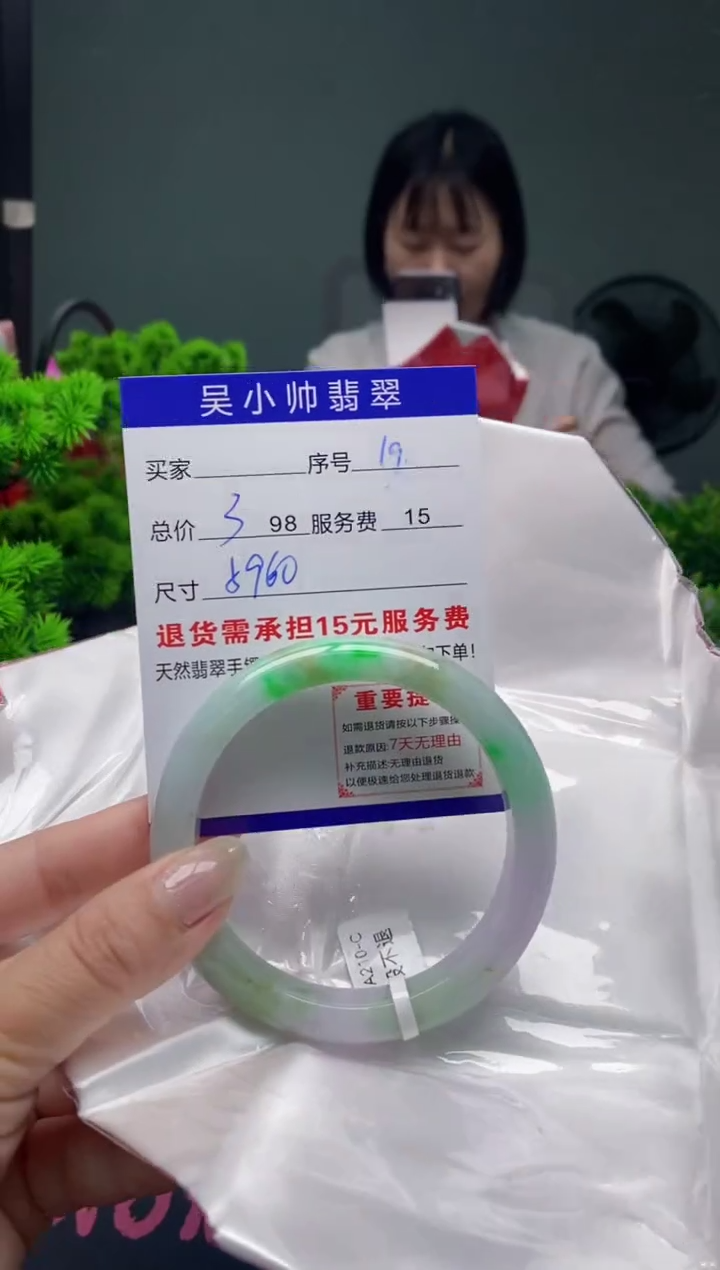 吴小帅翡翠
买家 序号 19.
总价 3 98 服务费 15
尺寸 8960
退货需承担15元服务费
天然翡翠手 下单!
重要提
如需退货请按以下步骤
退款原因:7天无理由
补充描述:无理由退货
以便极速给您处理退货退款
A210-C
不退